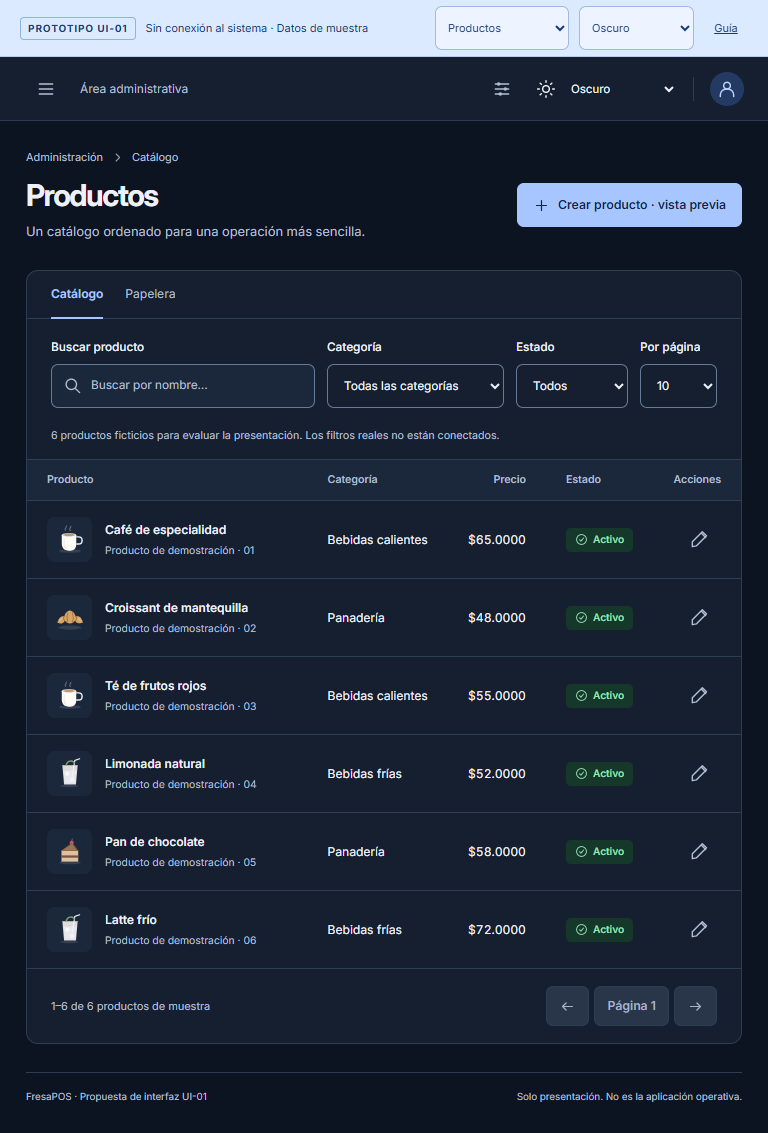 PROTOTIPO UI-01 Sin conexión al sistema · Datos de muestra Productos Oscuro Guía
Área administrativa Oscuro
Administración Catálogo
Productos
Un catálogo ordenado para una operación más sencilla.
Crear producto · vista previa
Catálogo Papelera
Buscar producto Categoría Estado Por página
Buscar por nombre... Todas las categorías Todos 10
6 productos ficticios para evaluar la presentación. Los filtros reales no están conectados.
Producto Categoría Precio Estado Acciones
Café de especialidad
Producto de demostración · 01
Bebidas calientes $65.0000 Activo
Croissant de mantequilla
Producto de demostración · 02
Panadería $48.0000 Activo
Té de frutos rojos
Producto de demostración · 03
Bebidas calientes $55.0000 Activo
Limonada natural
Producto de demostración · 04
Bebidas frías $52.0000 Activo
Pan de chocolate
Producto de demostración · 05
Panadería $58.0000 Activo
Latte frío
Producto de demostración · 06
Bebidas frías $72.0000 Activo
1–6 de 6 productos de muestra Página 1
FresaPOS · Propuesta de interfaz UI-01 Solo presentación. No es la aplicación operativa.